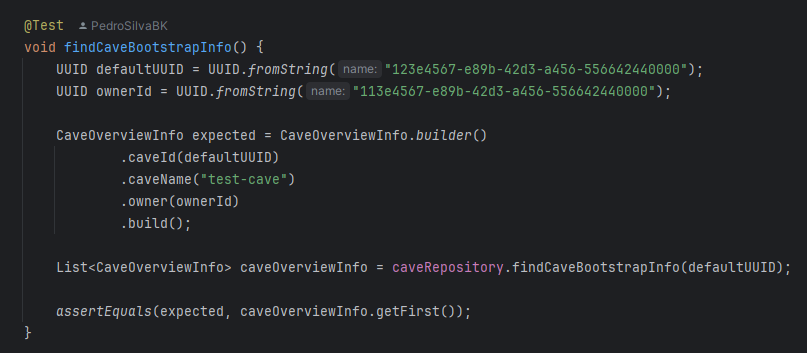 @Test PedroSilvaBK
void findCaveBootstrapInfo() {
UUID defaultUUID = UUID.fromString( name: "123e4567-e89b-42d3-a456-556642440000");
UUID ownerId = UUID.fromString( name: "113e4567-e89b-42d3-a456-556642440000");
CaveOverviewInfo expected = CaveOverviewInfo.builder()
.caveId(defaultUUID)
.caveName("test-cave")
.owner(ownerId)
.build();
List<CaveOverviewInfo> caveOverviewInfo = caveRepository.findCaveBootstrapInfo(defaultUUID);
assertEquals(expected, caveOverviewInfo.getFirst());
}